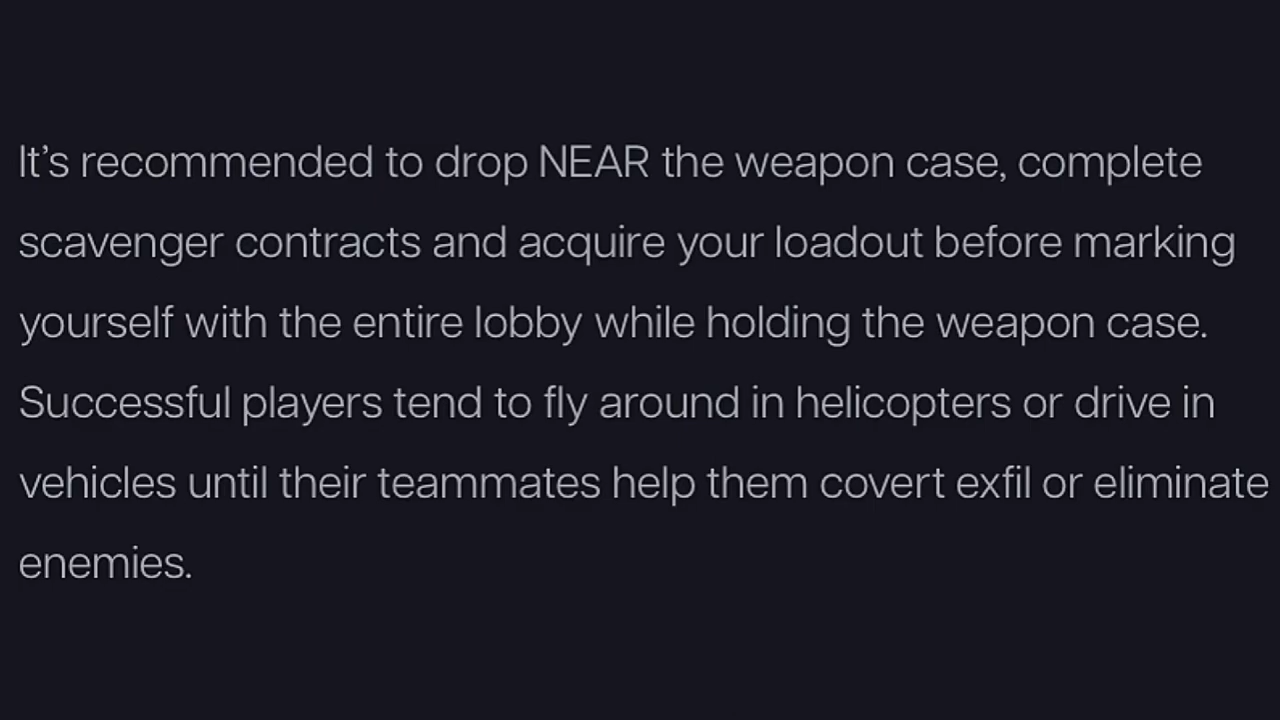 It’s recommended to drop NEAR the weapon case, complete
scavenger contracts and acquire your loadout before marking
yourself with the entire lobby while holding the weapon case.
Successful players tend to fly around in helicopters or drive in
vehicles until their teammates help them covert exfil or eliminate
enemies.